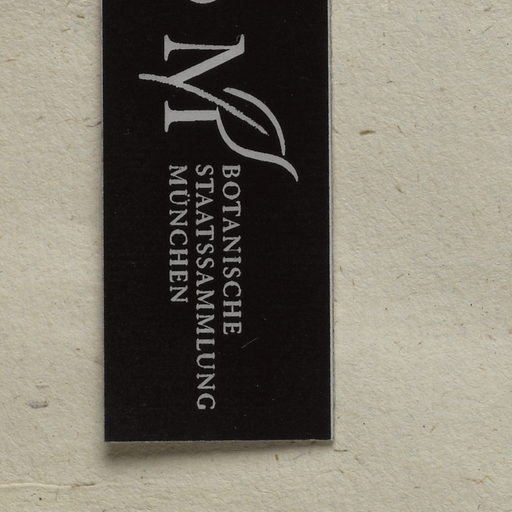 M
BOTANISCHE
STAATSSAMMLUNG
MÜNCHEN